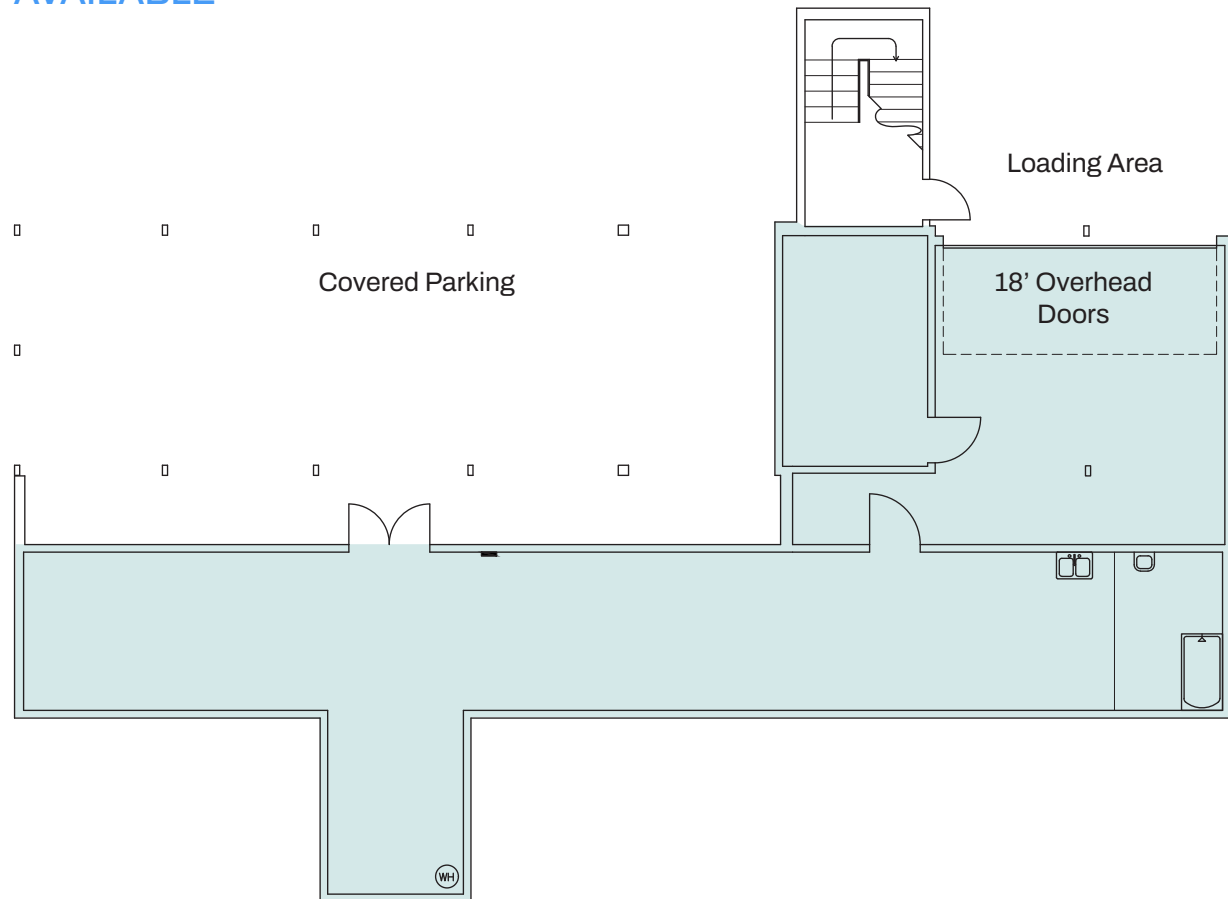 AVAILABLE
Loading Area
Covered Parking
18’ Overhead
Doors
WH